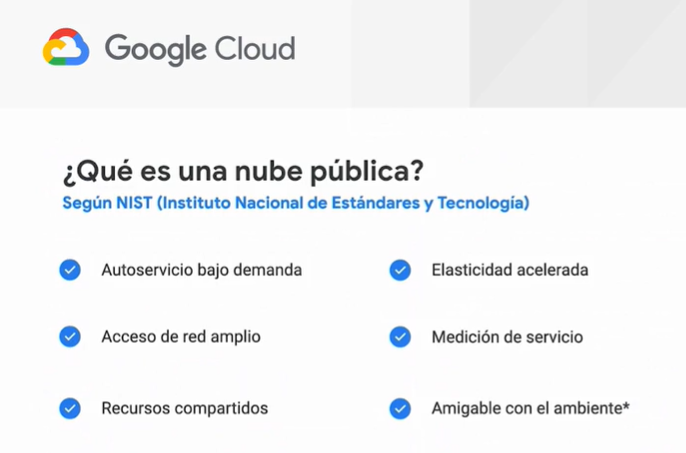 Google Cloud
¿Qué es una nube pública?
Según NIST (Instituto Nacional de Estándares y Tecnología)
Autoservicio bajo demanda
Elasticidad acelerada
Acceso de red amplio
Medición de servicio
Recursos compartidos
Amigable con el ambiente*